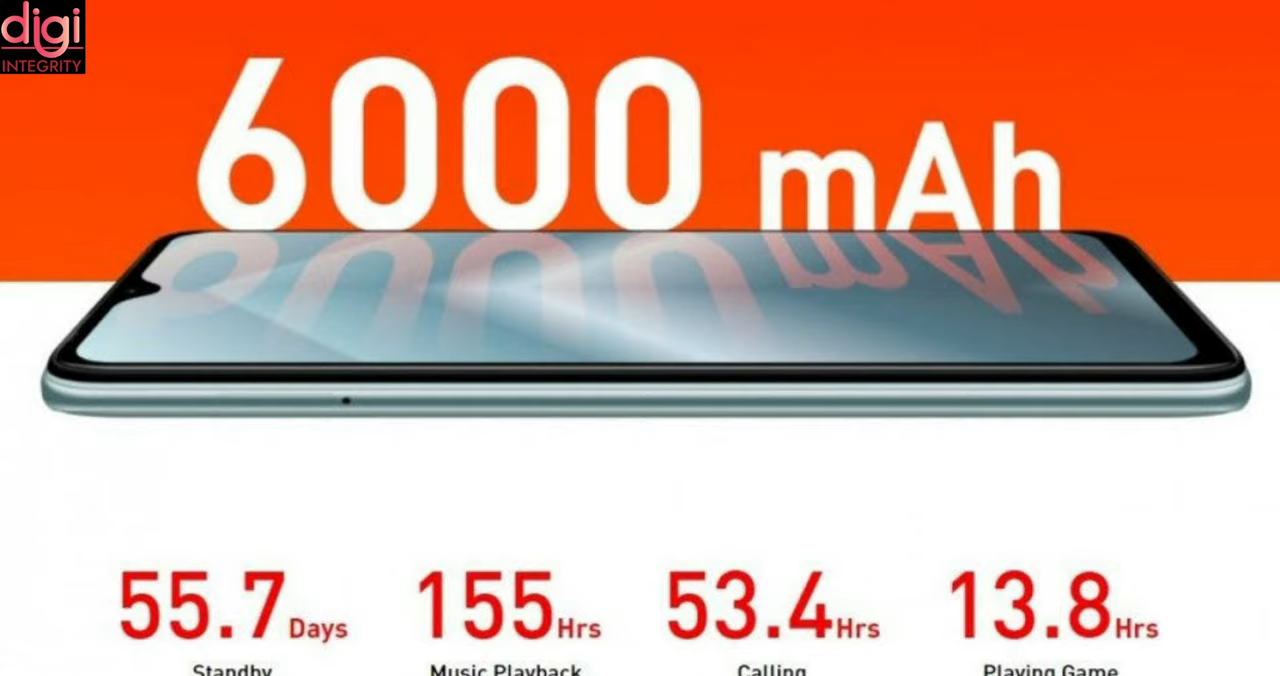 digi
INTEGRITY
6000 mAh
55.7 Days
155 Hrs
53.4 Hrs
13.8 Hrs
Standby
Music Playback
Calling
Playing Game